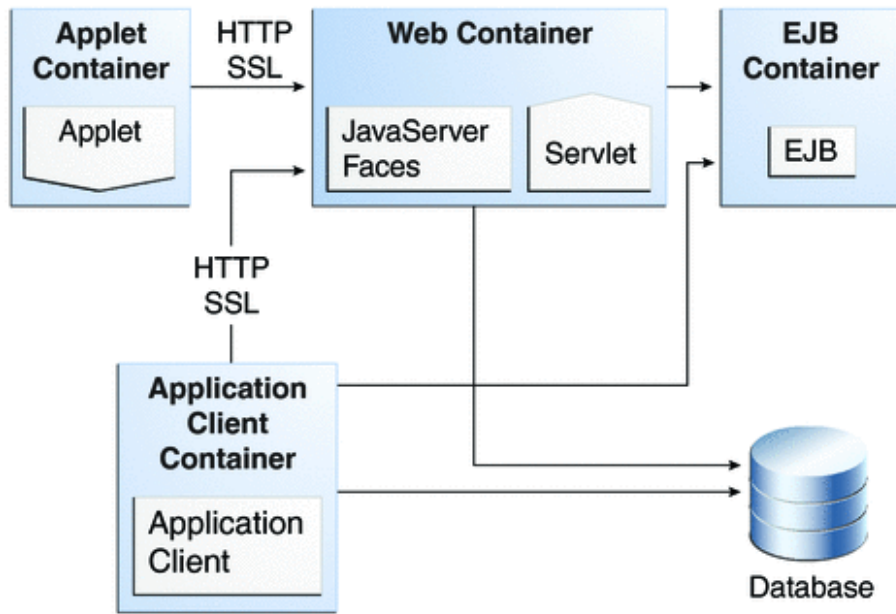 Applet
Container
Applet
HTTP
SSL
Web Container
JavaServer
Faces
Servlet
EJB
Container
EJB
HTTP
SSL
Application
Client
Container
Application
Client
Database